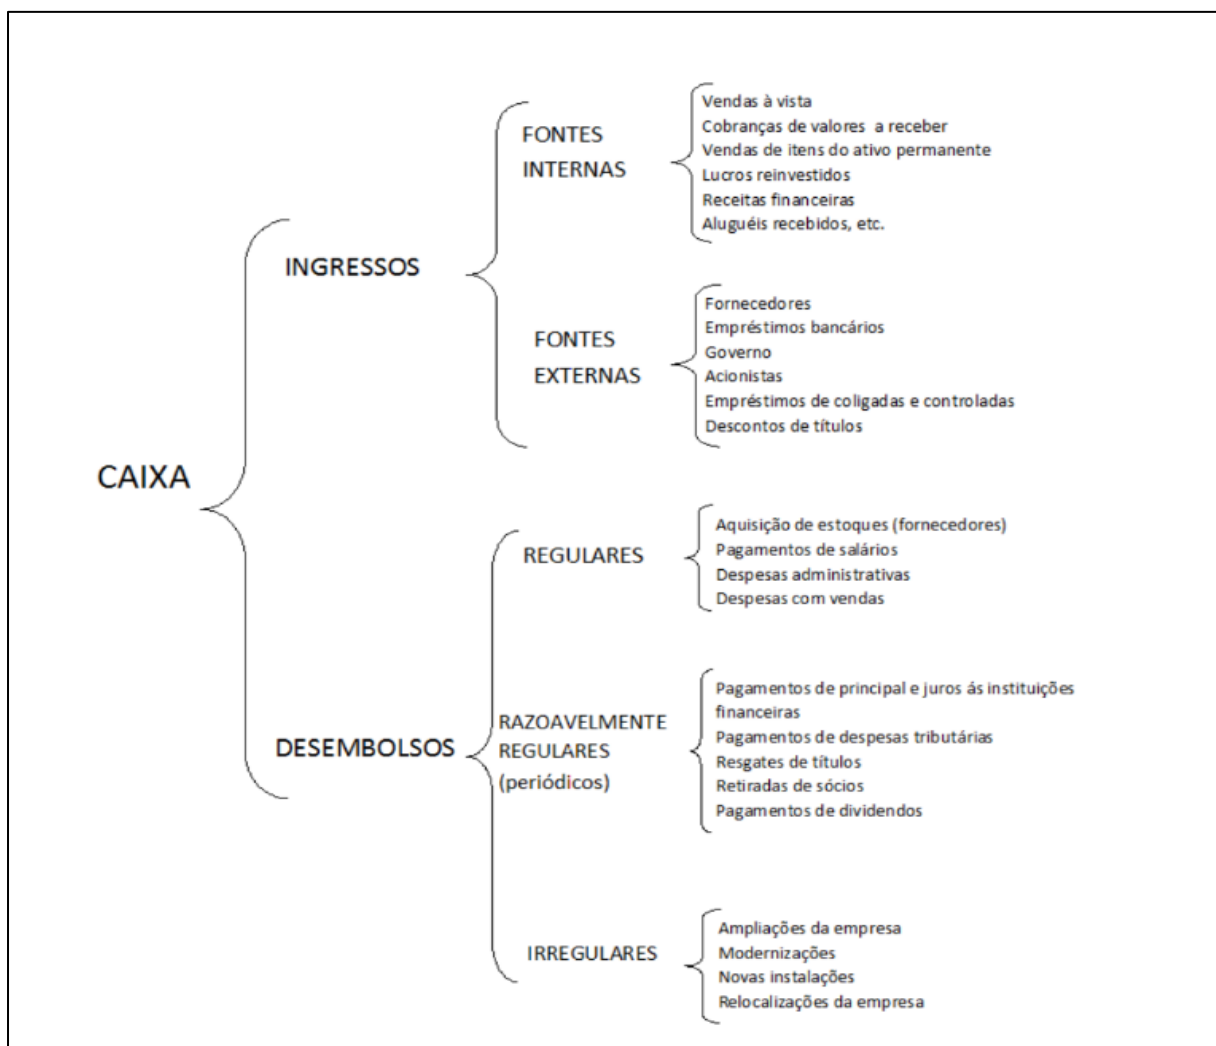 CAIXA
INGRESSOS
FONTES
INTERNAS
Vendas à vista
Cobranças de valores a receber
Vendas de itens do ativo permanente
Lucros reinvestidos
Receitas financeiras
Aluguéis recebidos, etc.
FONTES
EXTERNAS
Fornecedores
Empréstimos bancários
Governo
Acionistas
Empréstimos de coligadas e controladas
Descontos de títulos
DESEMBOLSOS
REGULARES
Aquisição de estoques (fornecedores)
Pagamentos de salários
Despesas administrativas
Despesas com vendas
RAZOAVELMENTE
REGULARES
(periódicos)
Pagamentos de principal e juros ás instituições
financeiras
Pagamentos de despesas tributárias
Resgates de títulos
Retiradas de sócios
Pagamentos de dividendos
IRREGULARES
Ampliações da empresa
Modernizações
Novas instalações
Relocalizações da empresa